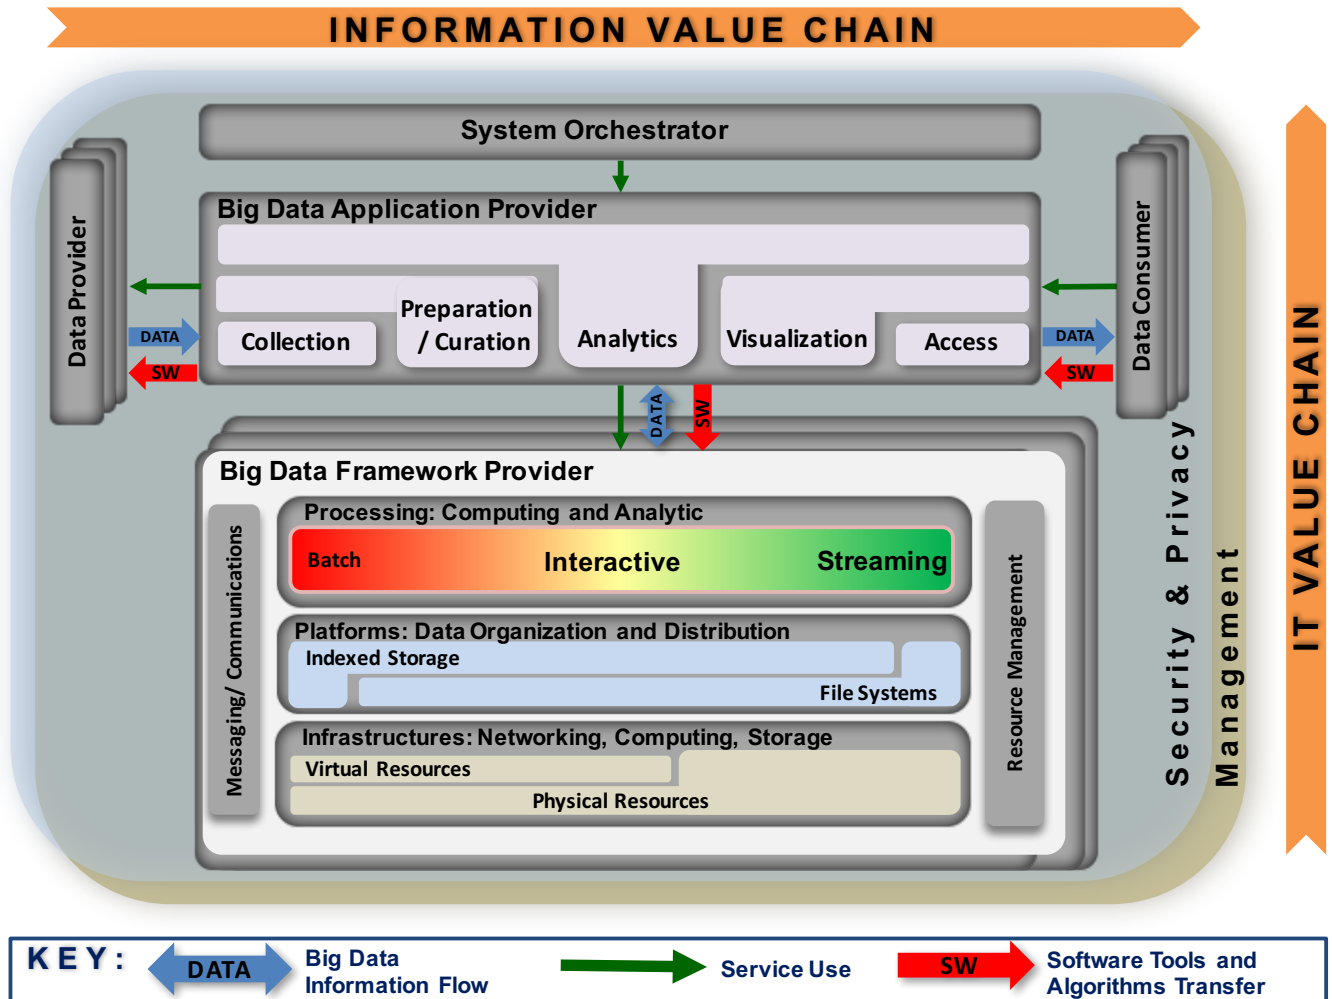 INFORMATION VALUE CHAIN
System Orchestrator
Big Data Application Provider
Data Provider
Data Consumer
Preparation
/ Curation
Collection
Analytics
Visualization
Access
DATA
SW
DATA
SW
DATA
SW
Big Data Framework Provider
Messaging/ Communications
Processing: Computing and Analytic
Batch
Interactive
Streaming
Platforms: Data Organization and Distribution
Indexed Storage
File Systems
Infrastructures: Networking, Computing, Storage
Virtual Resources
Physical Resources
Resource Management
Security & Privacy
Management
IT VALUE CHAIN
KEY:
DATA
Big Data
Information Flow
Service Use
SW
Software Tools and
Algorithms Transfer